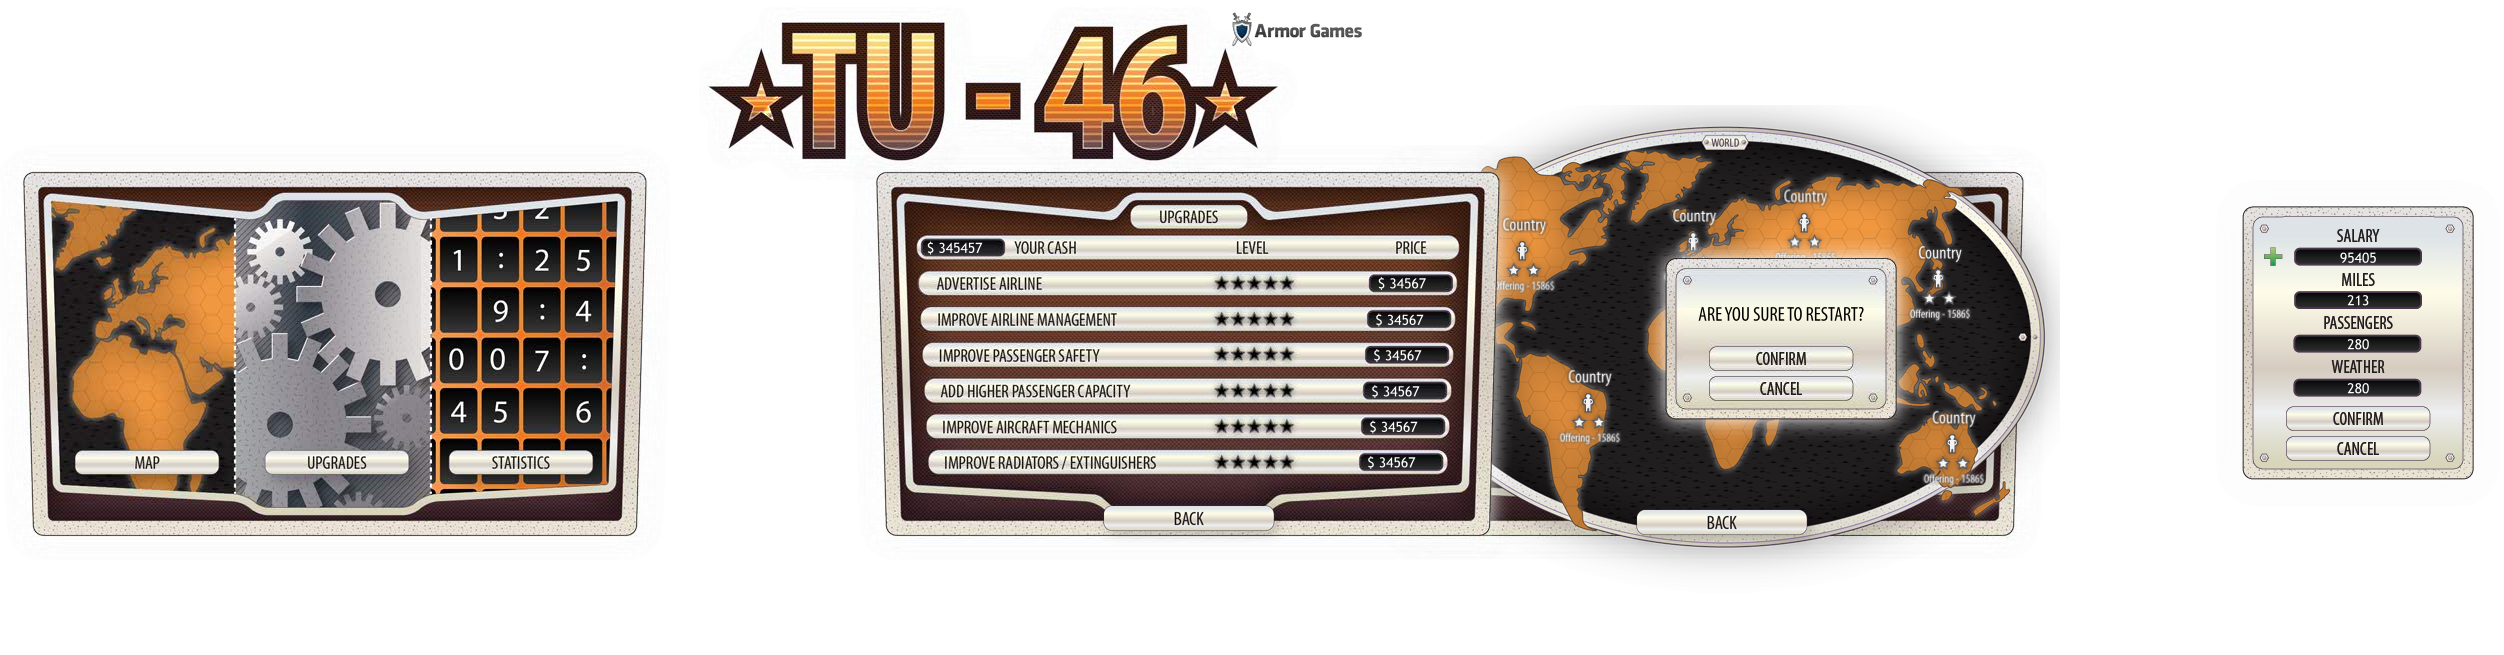 TU - 46
Armor Games
3 2
1 : 2 5
9 : 4
0 0 7 :
4 5 6
MAP
UPGRADES
STATISTICS
UPGRADES
$ 345457 YOUR CASH LEVEL PRICE
ADVERTISE AIRLINE $ 34567
IMPROVE AIRLINE MANAGEMENT $ 34567
IMPROVE PASSENGER SAFETY $ 34567
ADD HIGHER PASSENGER CAPACITY $ 34567
IMPROVE AIRCRAFT MECHANICS $ 34567
IMPROVE RADIATORS / EXTINGUISHERS $ 34567
BACK
WORLD
Country
Offering - 1586$
Country
Country
Offering - 1586$
Country
Offering - 1586$
Country
Offering - 1586$
Country
Offering - 1586$
ARE YOU SURE TO RESTART?
CONFIRM
CANCEL
BACK
SALARY
95405
MILES
213
PASSENGERS
280
WEATHER
280
CONFIRM
CANCEL